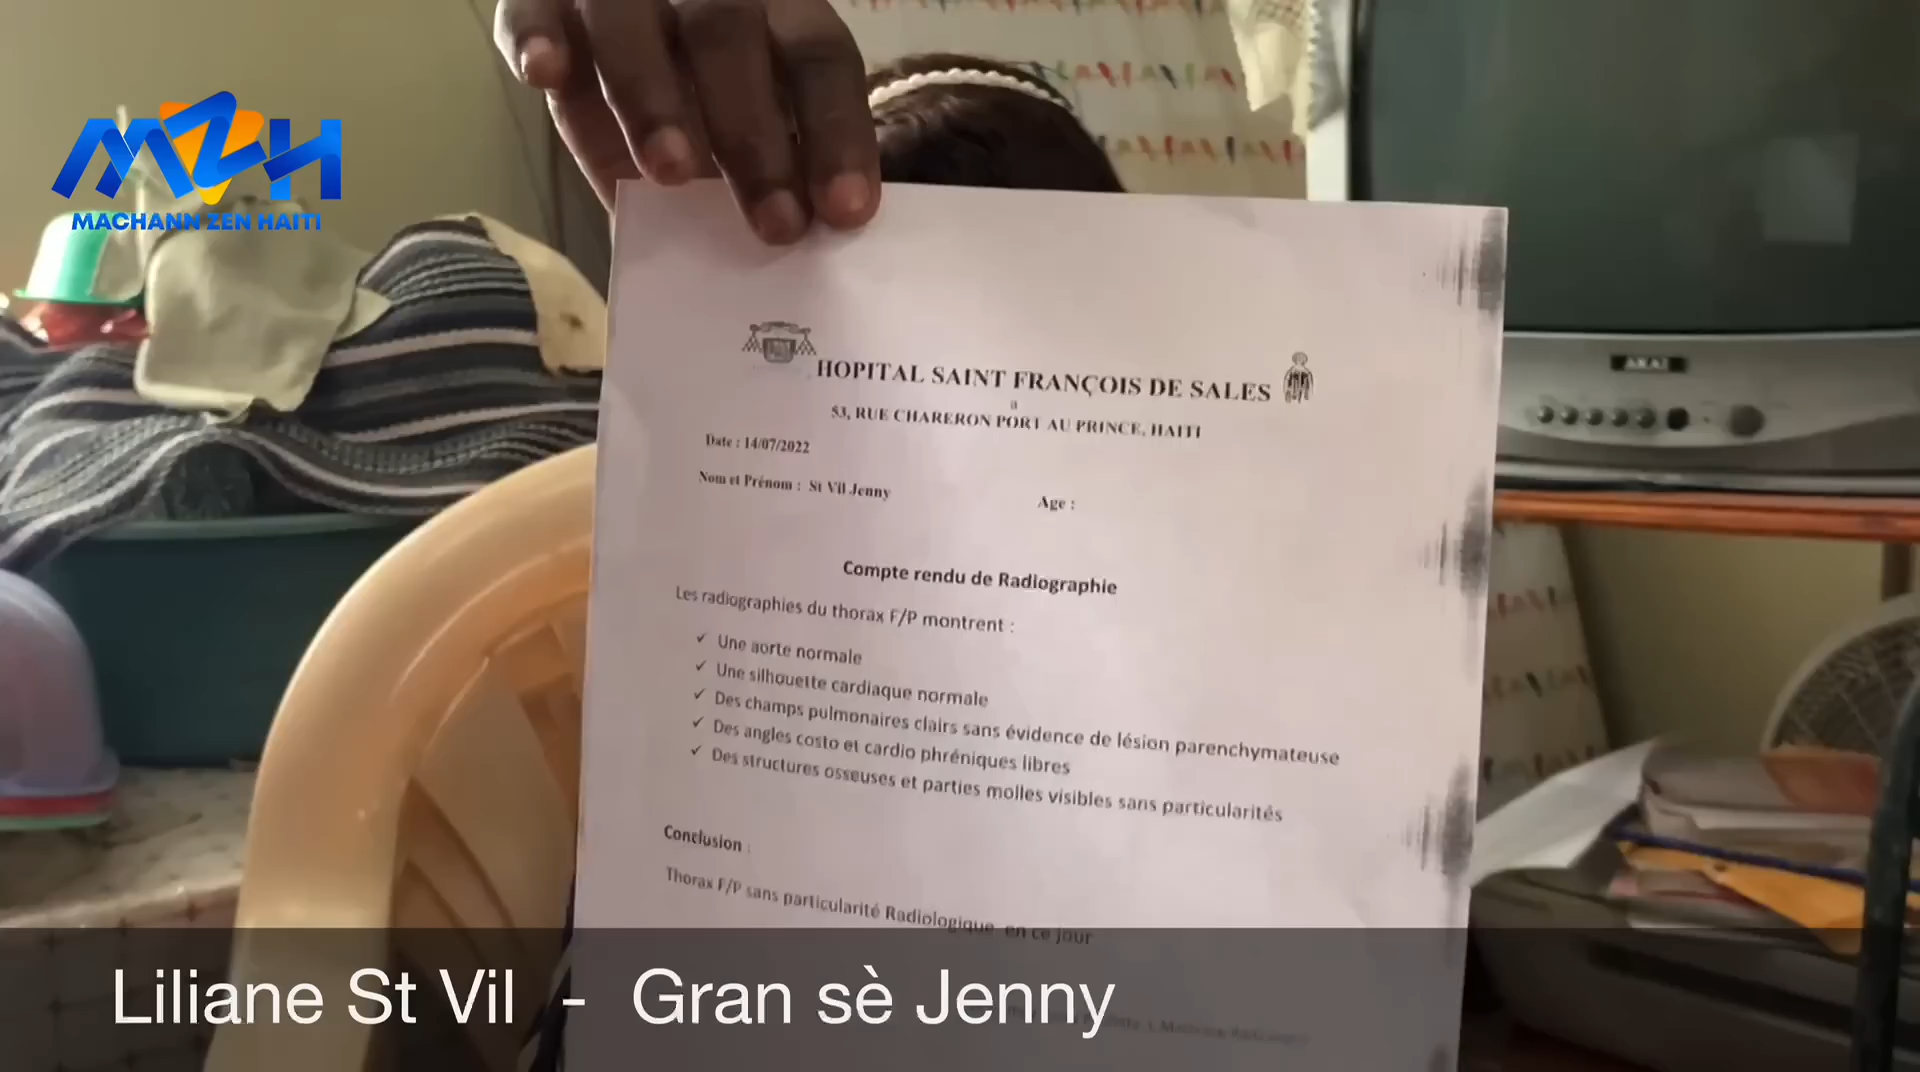 MZH
MACHANN ZEN HAITI
HOPITAL SAINT FRANÇOIS DE SALES
53, RUE CHARERON PORT AU PRINCE, HAITI
Date : 14/07/2022
Nom et Prénom : St Vil Jenny Age :
Compte rendu de Radiographie
Les radiographies du thorax F/P montrent :
✓ Une aorte normale
✓ Une silhouette cardiaque normale
✓ Des champs pulmonaires clairs sans évidence de lésion parenchymateuse
✓ Des angles costo et cardio phréniques libres
✓ Des structures osseuses et parties molles visibles sans particularités
Conclusion :
Thorax F/P sans particularité Radiologique en ce jour
AKAI
Liliane St Vil - Gran sè Jenny